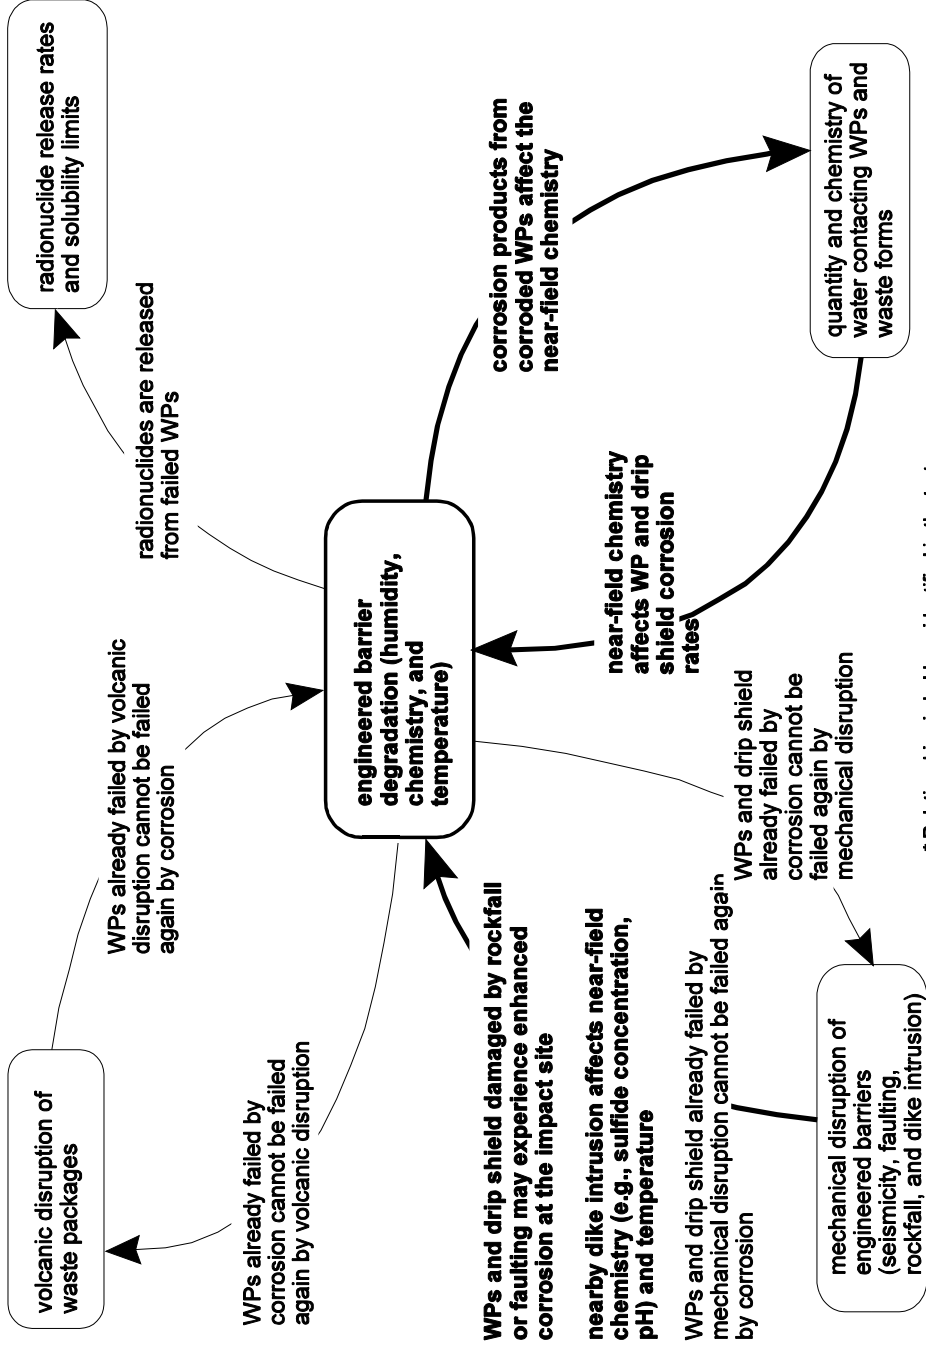 volcanic disruption of
waste packages
radionuclide release rates
and solubility limits
WPs already failed by volcanic
disruption cannot be failed
again by corrosion
radionuclides are released
from failed WPs
WPs already failed by
corrosion cannot be failed
again by volcanic disruption
engineered barrier
degradation (humidity,
chemistry, and
temperature)
WPs and drip shield damaged by rockfall
or faulting may experience enhanced
corrosion at the impact site
nearby dike intrusion affects near-field
chemistry (e.g., sulfide concentration,
pH) and temperature
WPs and drip shield already failed by
mechanical disruption cannot be failed again
by corrosion
corrosion products from
corroded WPs affect the
near-field chemistry
near-field chemistry
affects WP and drip
shield corrosion
rates
WPs and drip shield
already failed by
corrosion cannot be
failed again by
mechanical disruption
mechanical disruption of
engineered barriers
(seismicity, faulting,
rockfall, and dike intrusion)
quantity and chemistry of
water contacting WPs and
waste forms